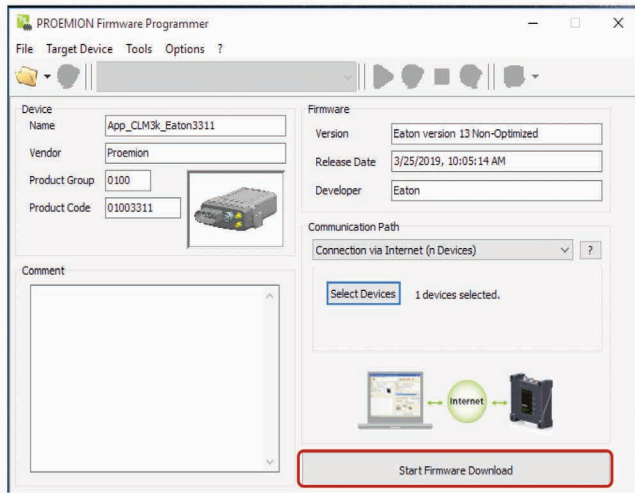 PROEMION Firmware Programmer
File Target Device Tools Options ?
Device
Name App_CLM3k_Eaton3311
Vendor Proemion
Product Group 0100
Product Code 01003311
Firmware
Version Eaton version 13 Non-Optimized
Release Date 3/25/2019, 10:05:14 AM
Developer Eaton
Communication Path
Connection via Internet (n Devices) ?
Select Devices 1 devices selected.
Comment
Internet
Start Firmware Download